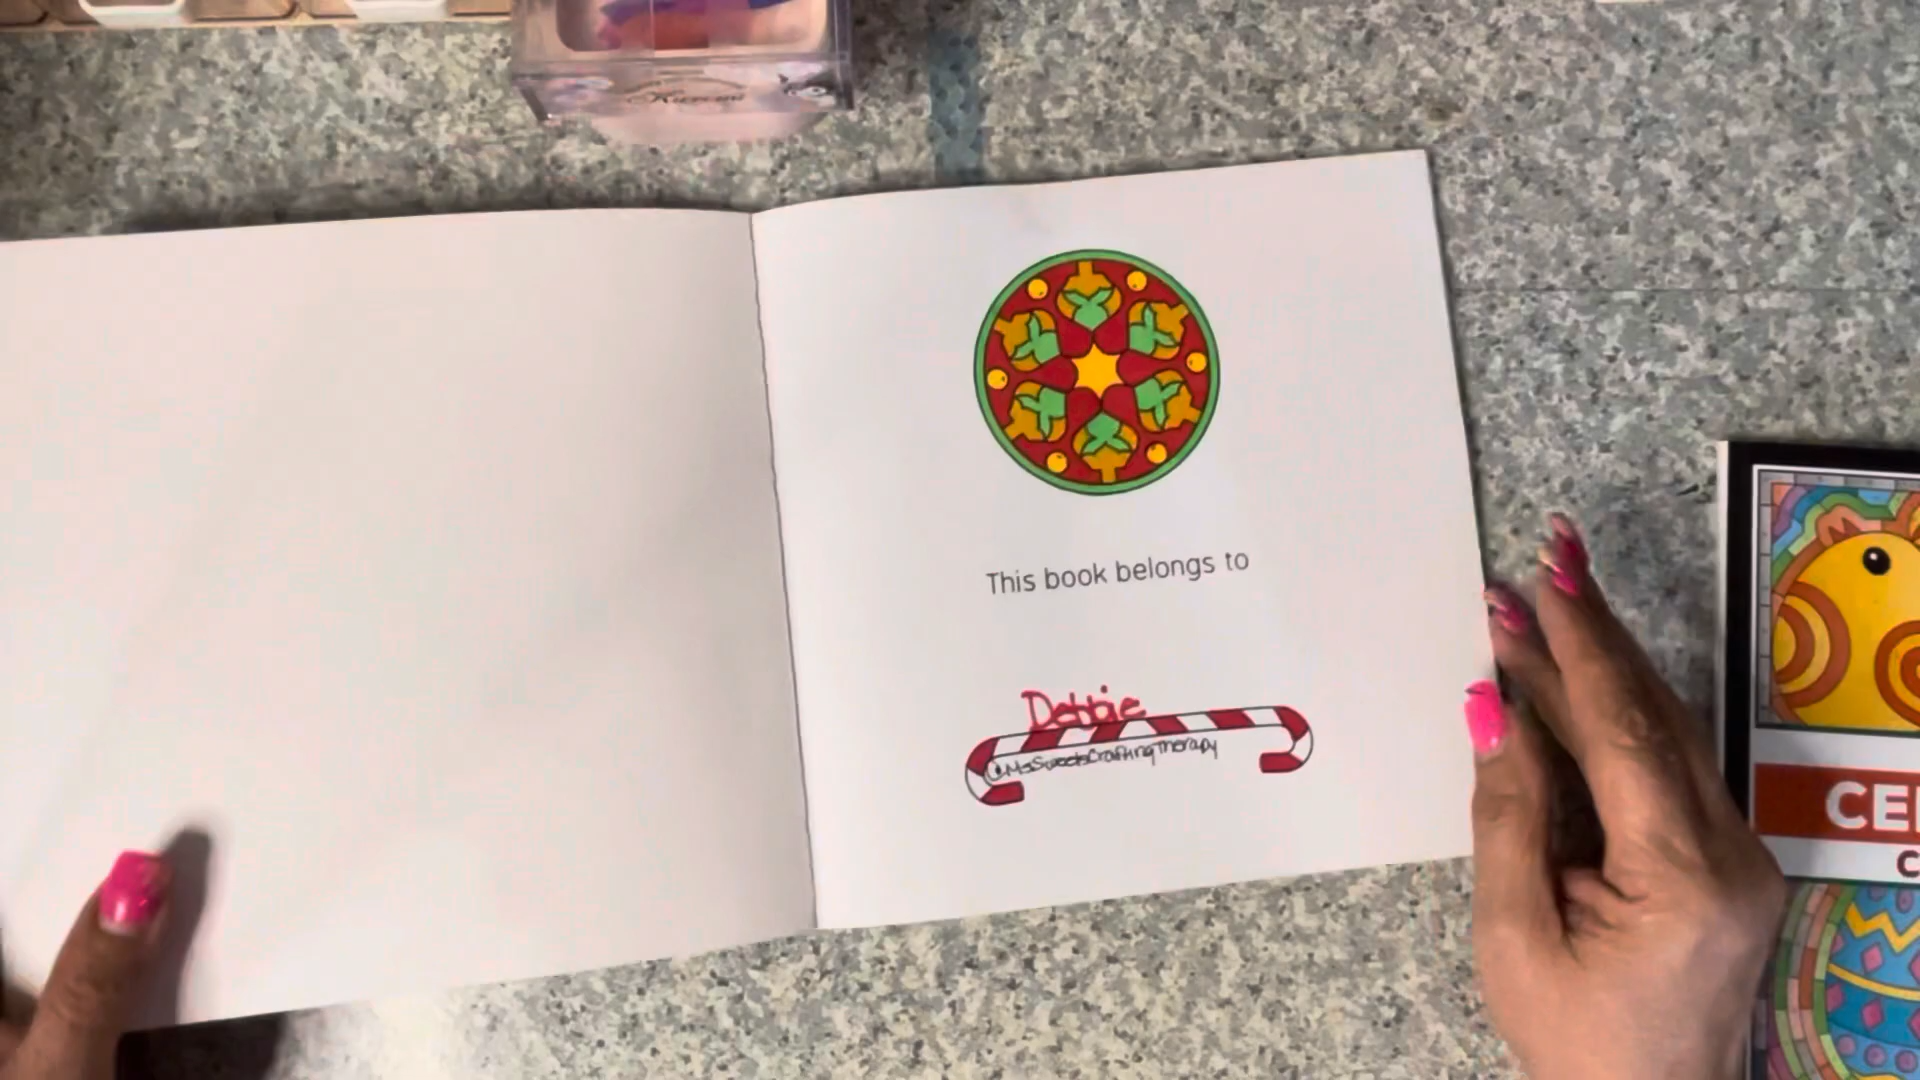 This book belongs to
Debbie
@MsSweetsCraftingTherapy
CE
C